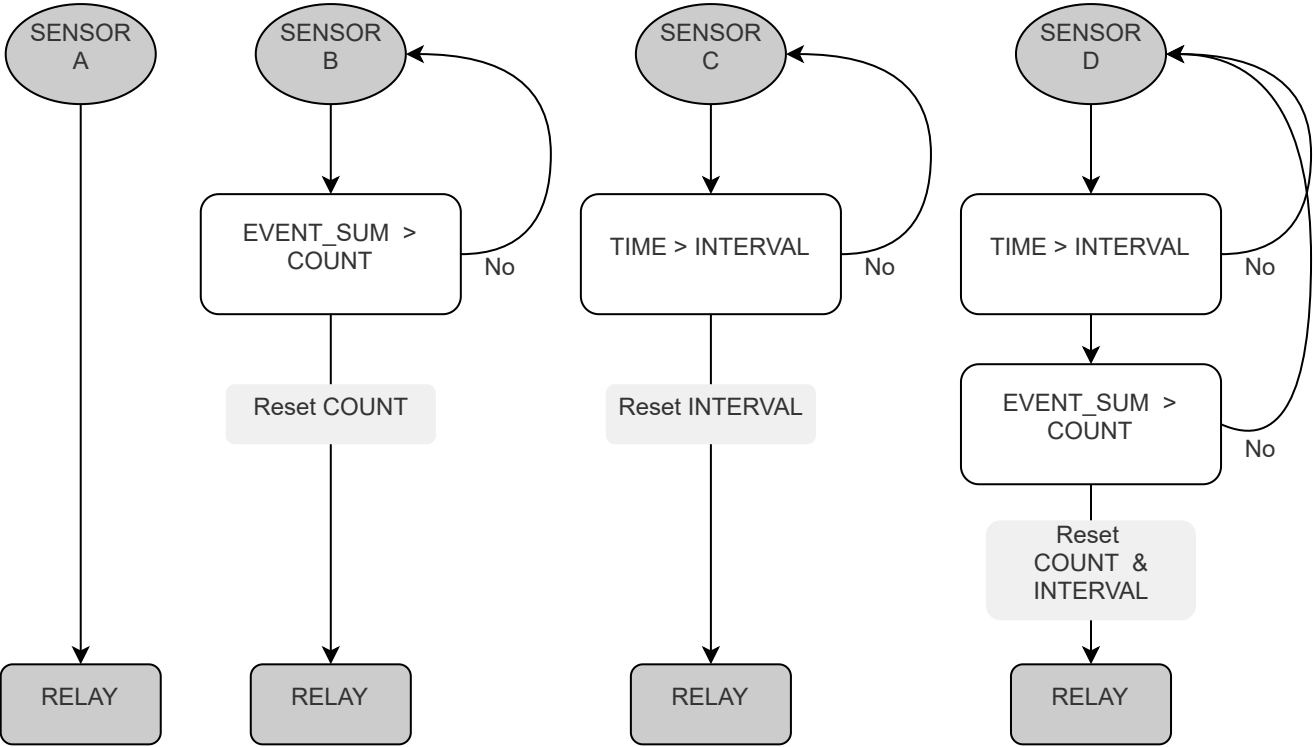 SENSOR
A
SENSOR
B
SENSOR
C
SENSOR
D
EVENT_SUM >
COUNT
No
TIME > INTERVAL
No
TIME > INTERVAL
No
Reset COUNT
Reset INTERVAL
EVENT_SUM >
COUNT
No
Reset
COUNT &
INTERVAL
RELAY
RELAY
RELAY
RELAY